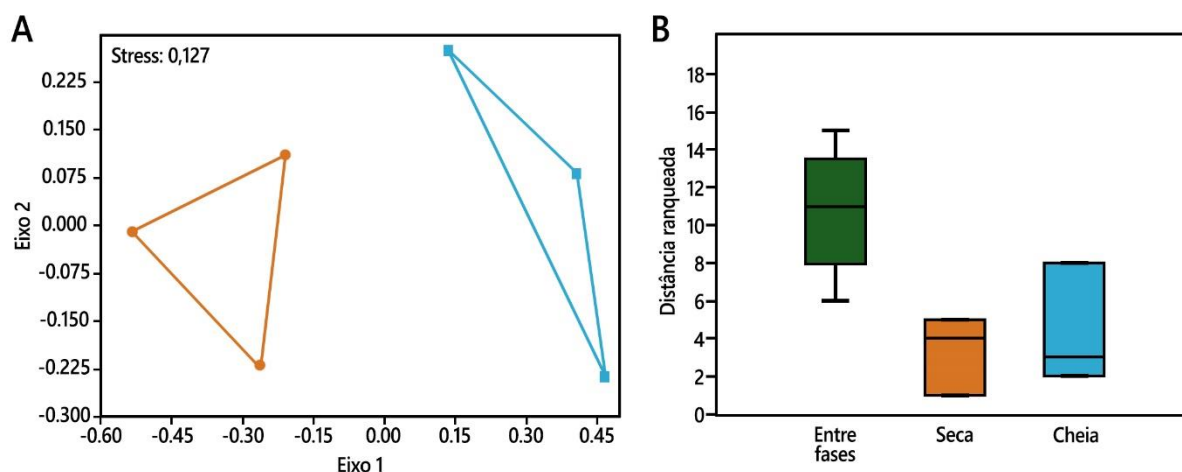 A
Stress: 0,127
Eixo 2
0.225
0.150
0.075
0.000
-0.075
-0.150
-0.225
-0.300
-0.60
-0.45
-0.30
-0.15
0.00
0.15
0.30
0.45
Eixo 1
B
Distância ranqueada
18
16
14
12
10
8
6
4
2
0
Entre
fases
Seca
Cheia